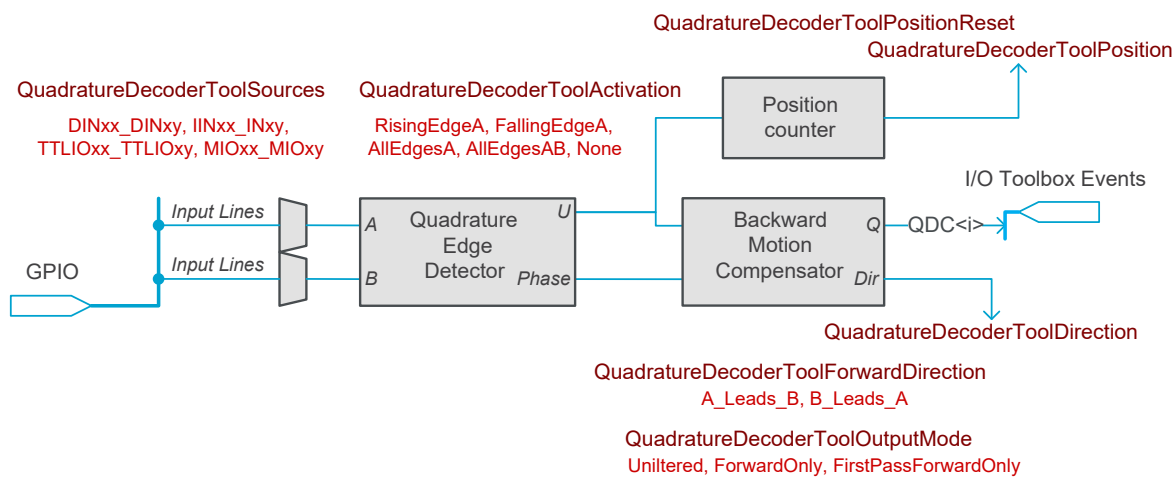 QuadratureDecoderToolPositionReset
QuadratureDecoderToolPosition
QuadratureDecoderToolSources
DINxx_DINxy, IINxx_INxy,
TTLIOxx_TTLIOxy, MIOxx_MIOxy
QuadratureDecoderToolActivation
RisingEdgeA, FallingEdgeA,
AllEdgesA, AllEdgesAB, None
Position
counter
I/O Toolbox Events
Input Lines
Input Lines
GPIO
A
B
Quadrature
Edge
Detector
U
Phase
Backward
Motion
Compensator
Q
Dir
QDC<i>
QuadratureDecoderToolDirection
QuadratureDecoderToolForwardDirection
A_Leads_B, B_Leads_A
QuadratureDecoderToolOutputMode
Uniltered, ForwardOnly, FirstPassForwardOnly